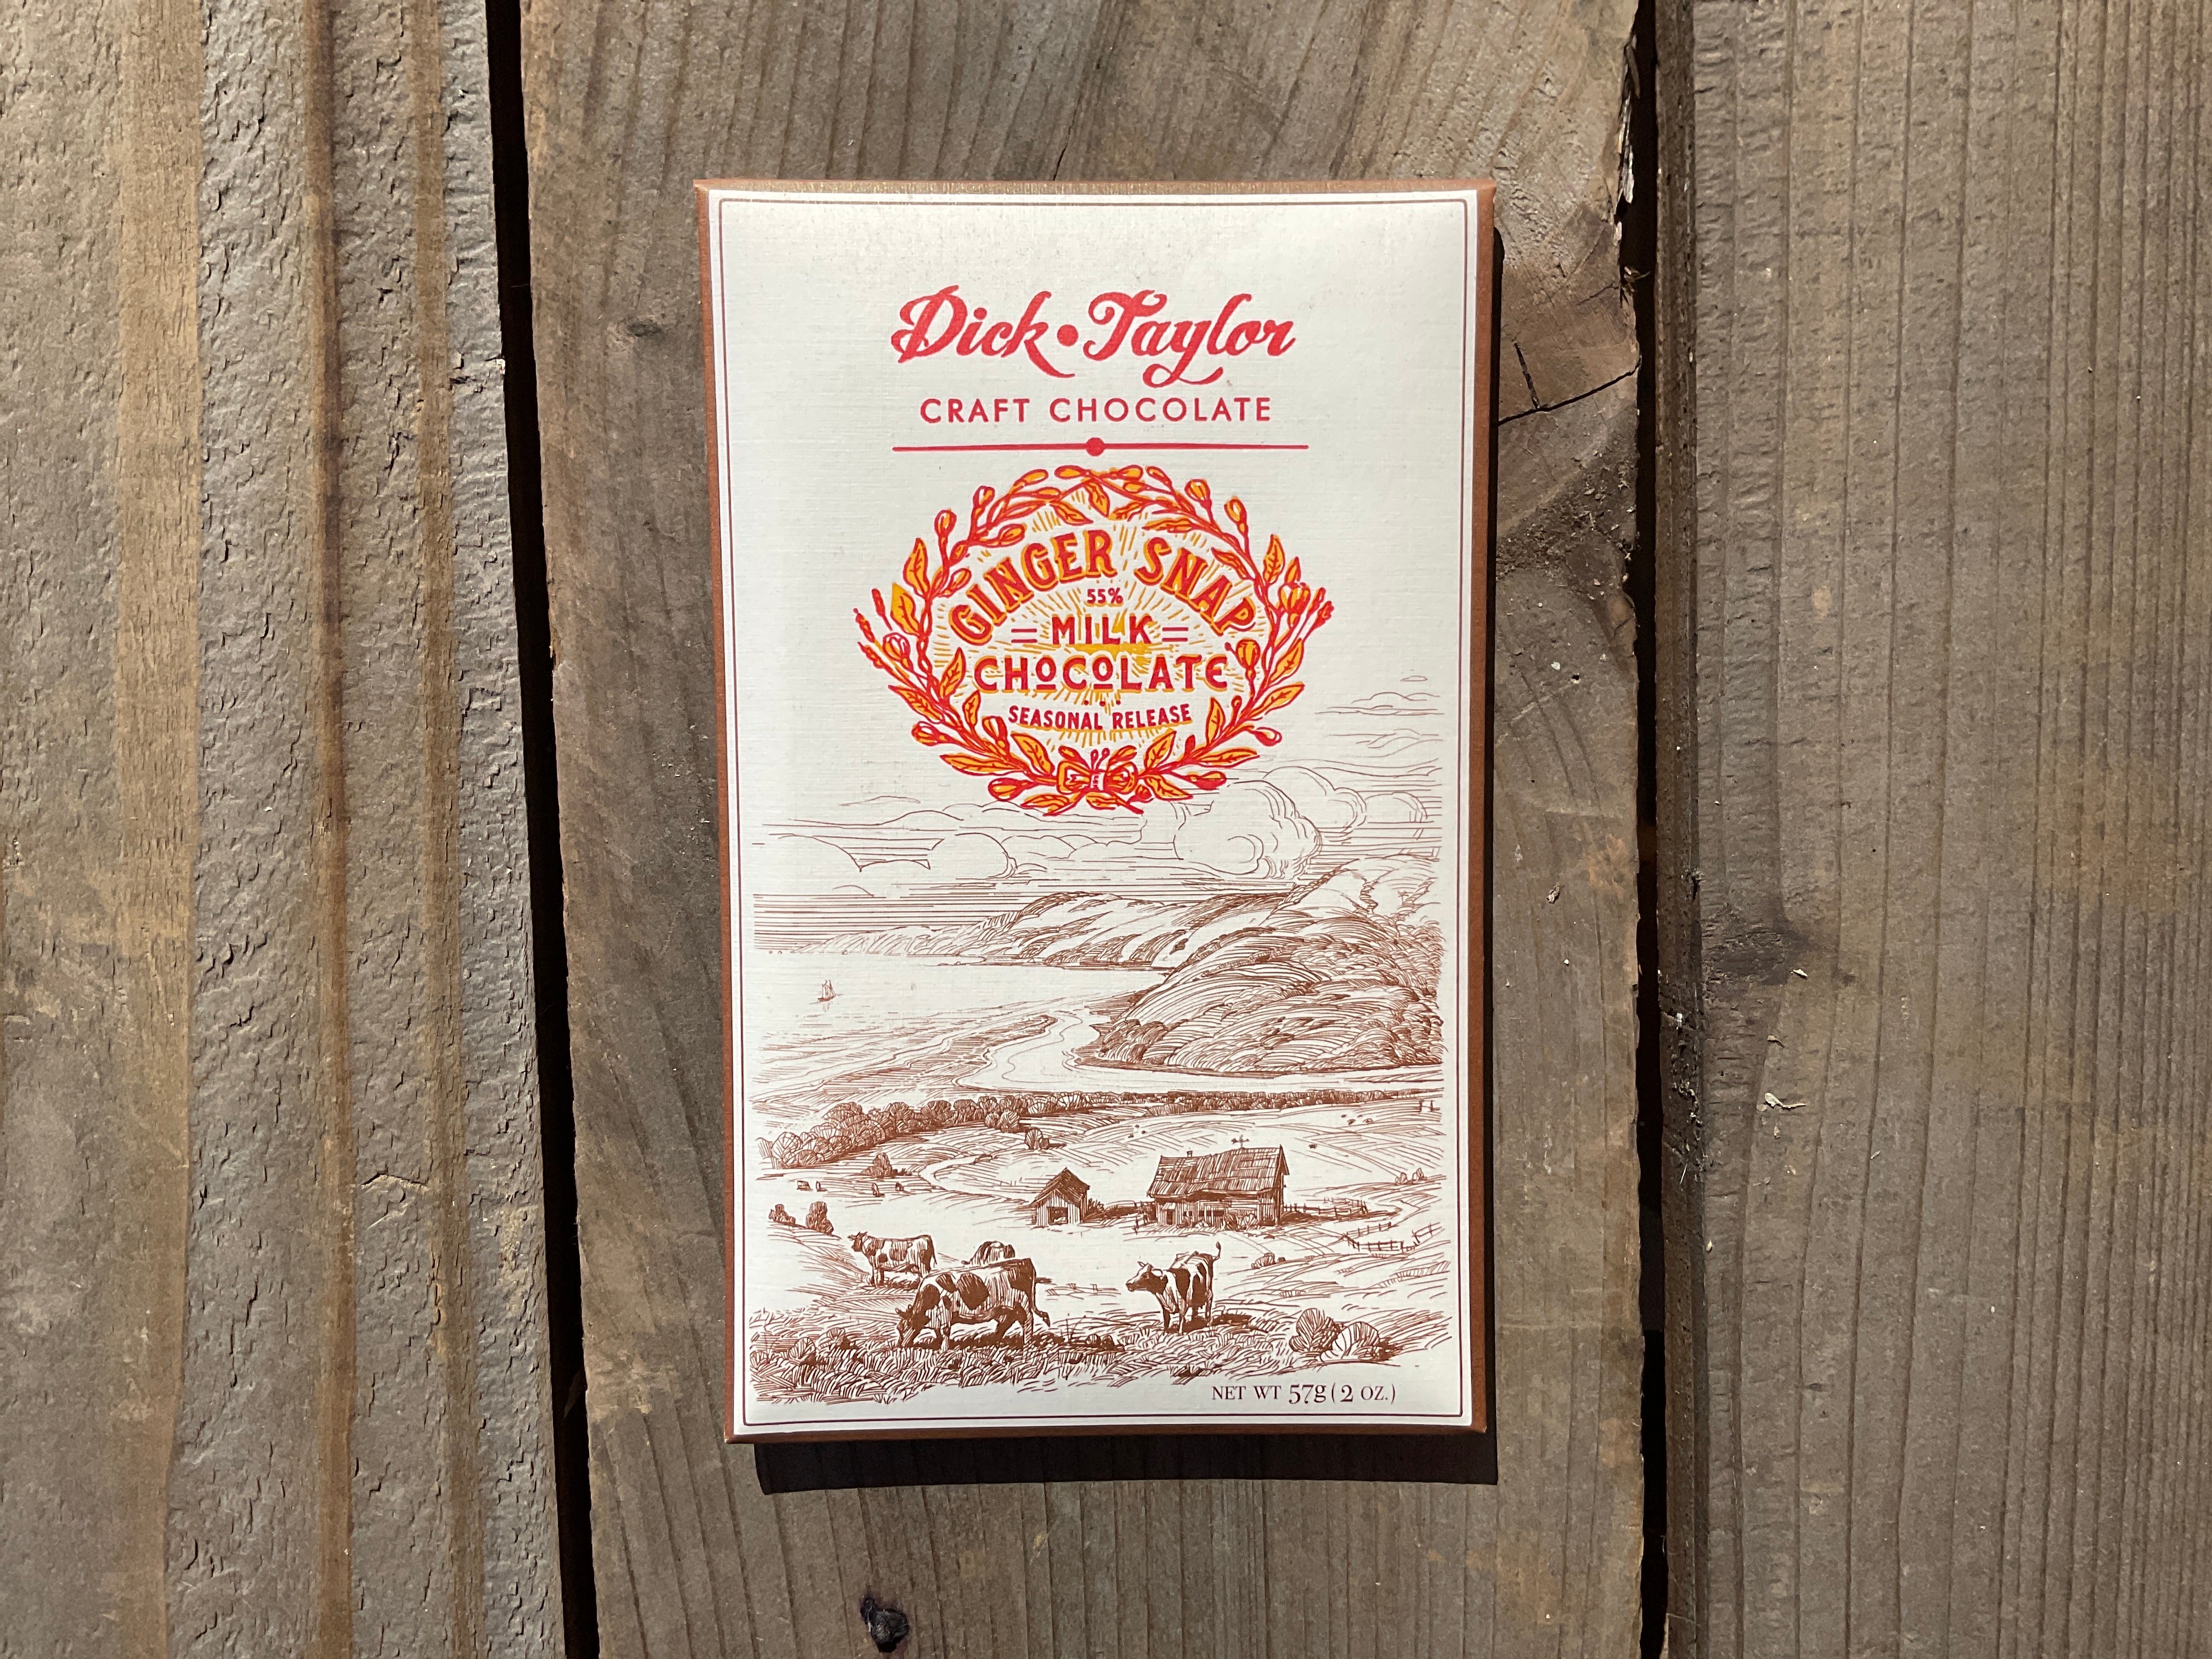 Dick • Taylor
CRAFT CHOCOLATE
GINGER SNAP
55%
MILK
CHOCOLATE
SEASONAL RELEASE
NET WT 57g (2 OZ.)